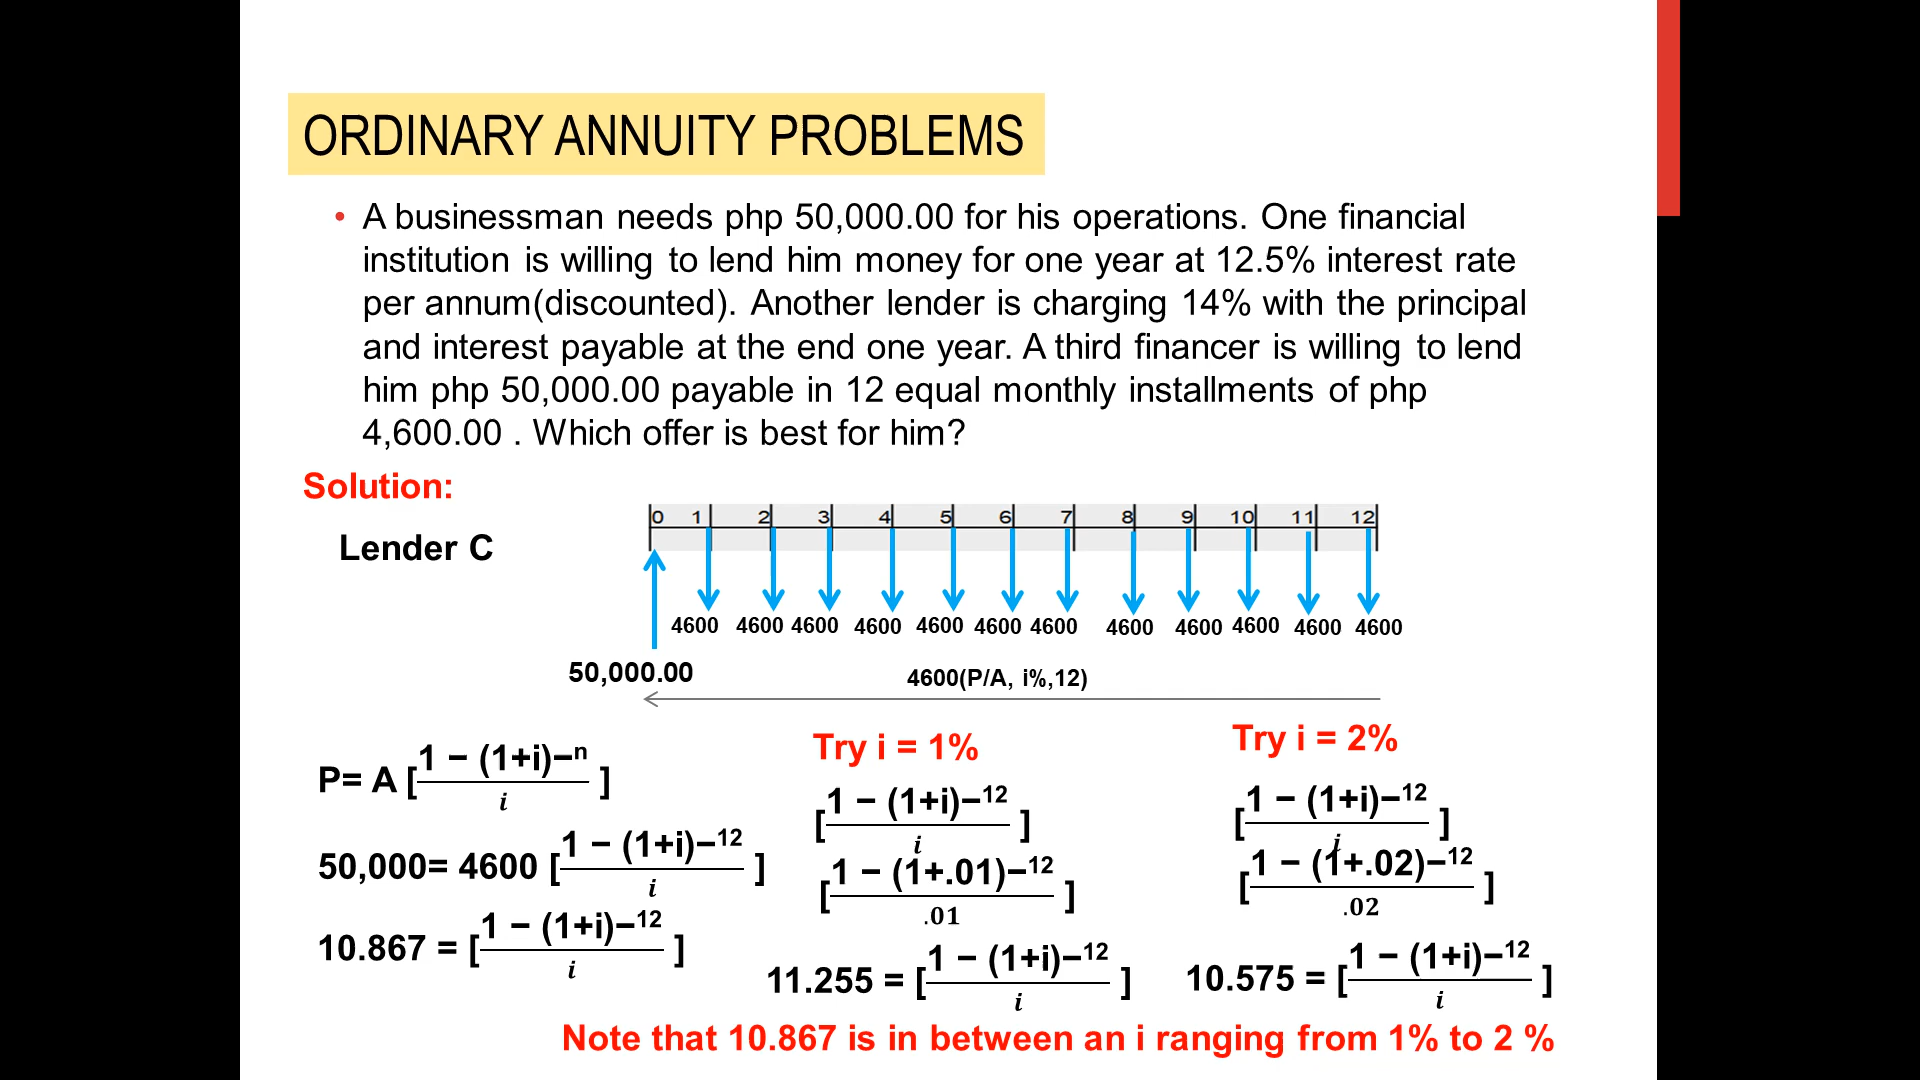 ORDINARY ANNUITY PROBLEMS
• A businessman needs php 50,000.00 for his operations. One financial
institution is willing to lend him money for one year at 12.5% interest rate
per annum(discounted). Another lender is charging 14% with the principal
and interest payable at the end one year. A third financer is willing to lend
him php 50,000.00 payable in 12 equal monthly installments of php
4,600.00 . Which offer is best for him?
Solution:
Lender C
0 1 2 3 4 5 6 7 8 9 10 11 12
4600 4600 4600 4600 4600 4600 4600 4600 4600 4600 4600 4600
50,000.00
4600(P/A, i%,12)
P= A [1 − (1+i)−ⁿ / i ]
50,000= 4600 [1 − (1+i)−¹² / i ]
10.867 = [1 − (1+i)−¹² / i ]
Try i = 1%
[1 − (1+i)−¹² / i ]
[1 − (1+.01)−¹² / .01 ]
11.255 = [1 − (1+i)−¹² / i ]
Try i = 2%
[1 − (1+i)−¹² / i ]
[1 − (1+.02)−¹² / .02 ]
10.575 = [1 − (1+i)−¹² / i ]
Note that 10.867 is in between an i ranging from 1% to 2 %